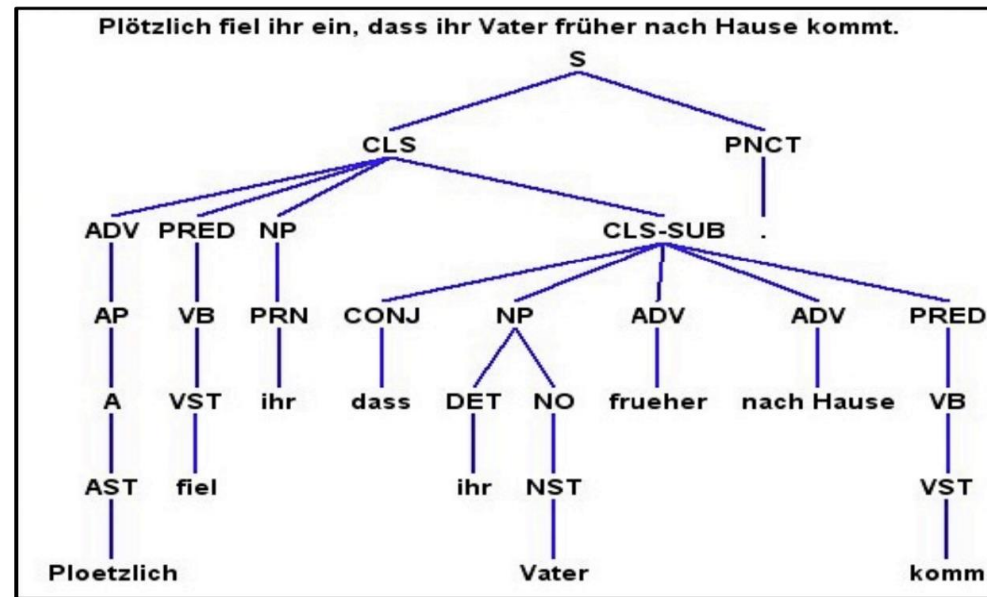 Plötzlich fiel ihr ein, dass ihr Vater früher nach Hause kommt.
S
CLS PNCT
ADV PRED NP CLS-SUB .
AP VB PRN CONJ NP ADV ADV PRED
A VST ihr dass DET NO frueher nach Hause VB
AST fiel ihr NST VST
Ploetzlich Vater komm